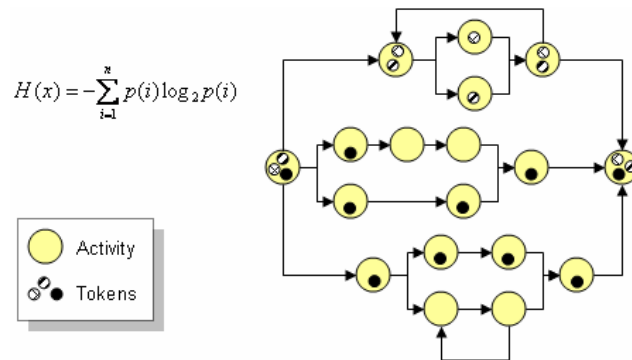 H(x) = -∑ p(i) log₂ p(i)
n
i=1
Activity
Tokens